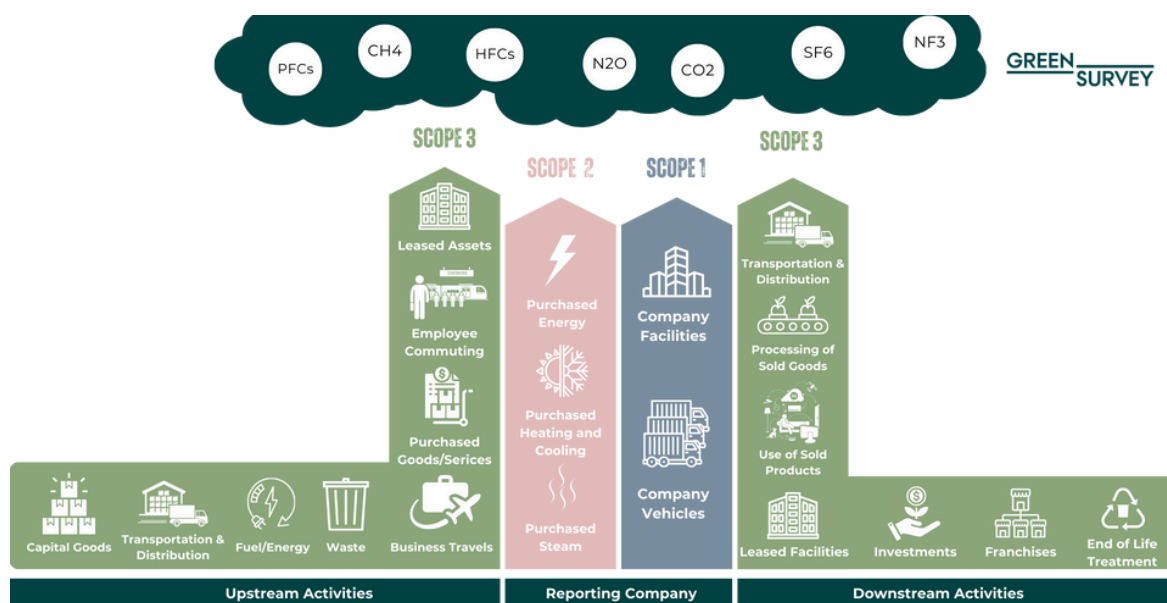 PFCs
CH4
HFCs
N2O
CO2
SF6
NF3
GREEN
SURVEY
SCOPE 3
SCOPE 2
SCOPE 1
SCOPE 3
Leased Assets
Employee
Commuting
Purchased
Goods/Serices
Purchased
Energy
Purchased
Heating and
Cooling
Purchased
Steam
Company
Facilities
Company
Vehicles
Transportation &
Distribution
Processing of
Sold Goods
Use of Sold
Products
Capital Goods
Transportation &
Distribution
Fuel/Energy
Waste
Business Travels
Leased Facilities
Investments
Franchises
End of Life
Treatment
Upstream Activities
Reporting Company
Downstream Activities